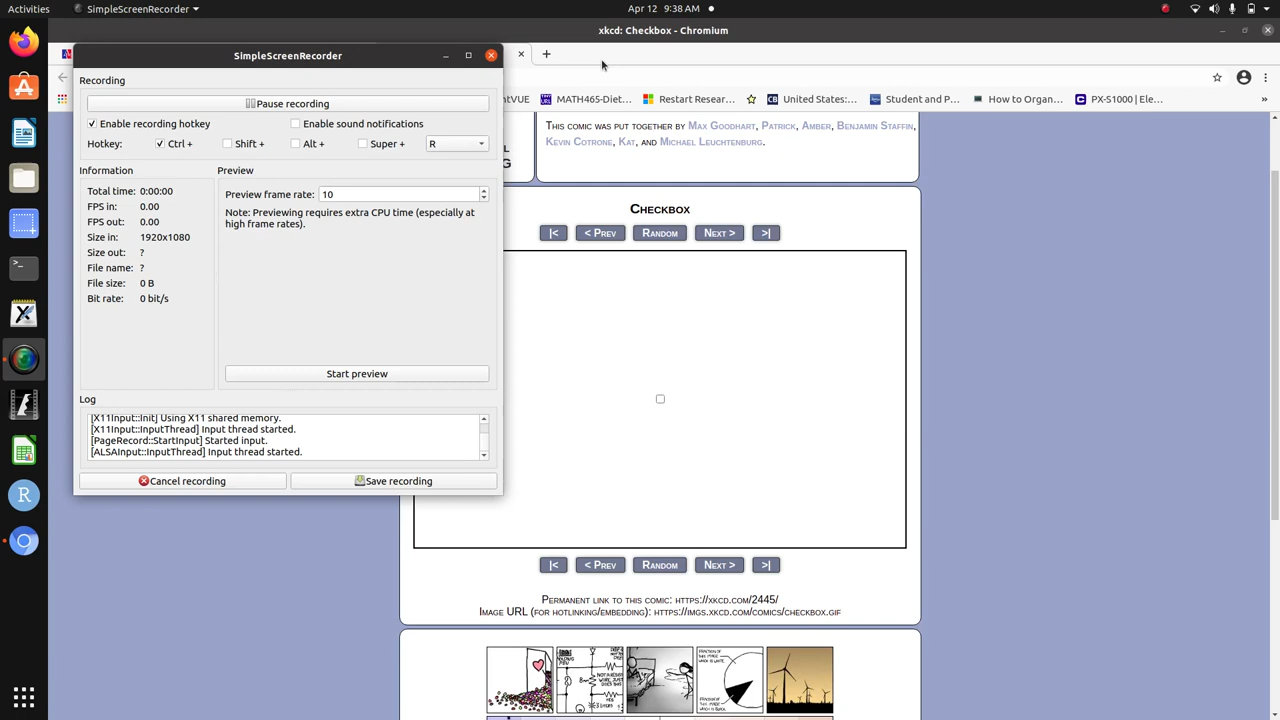 Activities
SimpleScreenRecorder
Apr 12 9:38 AM
xkcd: Checkbox - Chromium
SimpleScreenRecorder
ntVUE
MATH465-Diet...
Restart Resear...
United States:...
Student and P...
How to Organ...
PX-S1000 | Ele...
»
Recording
Pause recording
Enable recording hotkey
Enable sound notifications
Hotkey:
Ctrl +
Shift +
Alt +
Super +
R
Information
Total time: 0:00:00
FPS in: 0.00
FPS out: 0.00
Size in: 1920x1080
Size out: ?
File name: ?
File size: 0 B
Bit rate: 0 bit/s
Preview
Preview frame rate: 10
Note: Previewing requires extra CPU time (especially at
high frame rates).
Start preview
Log
[X11Input::Init] Using X11 shared memory.
[X11Input::InputThread] Input thread started.
[PageRecord::StartInput] Started input.
[ALSAInput::InputThread] Input thread started.
Cancel recording
Save recording
This comic was put together by Max Goodhart, Patrick, Amber, Benjamin Staffin,
Kevin Cotrone, Kat, and Michael Leuchtenburg.
Checkbox
|< < Prev Random Next > >|
|< < Prev Random Next > >|
Permanent link to this comic: https://xkcd.com/2445/
Image URL (for hotlinking/embedding): https://imgs.xkcd.com/comics/checkbox.gif